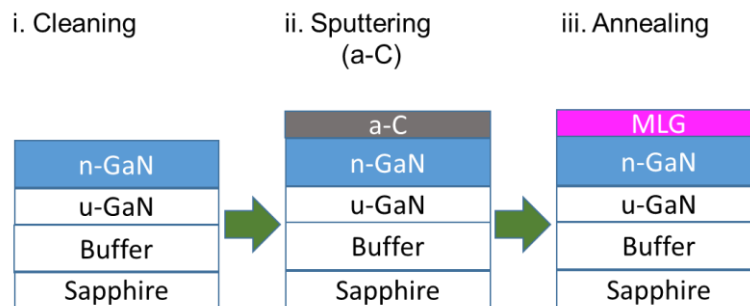 i. Cleaning
n-GaN
u-GaN
Buffer
Sapphire
ii. Sputtering
(a-C)
a-C
n-GaN
u-GaN
Buffer
Sapphire
iii. Annealing
MLG
n-GaN
u-GaN
Buffer
Sapphire